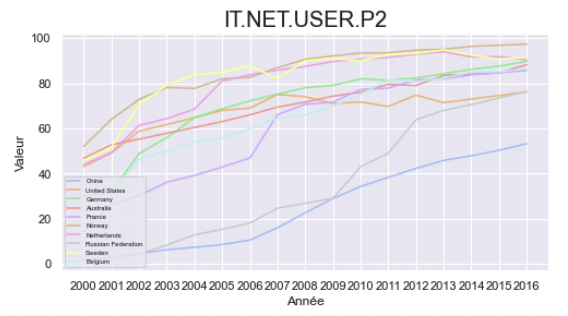 IT.NET.USER.P2
Valeur
100
80
60
40
20
0
China
United States
Germany
Australia
France
Norway
Netherlands
Russian Federation
Sweden
Belgium
2000 2001 2002 2003 2004 2005 2006 2007 2008 2009 2010 2011 2012 2013 2014 2015 2016
Année